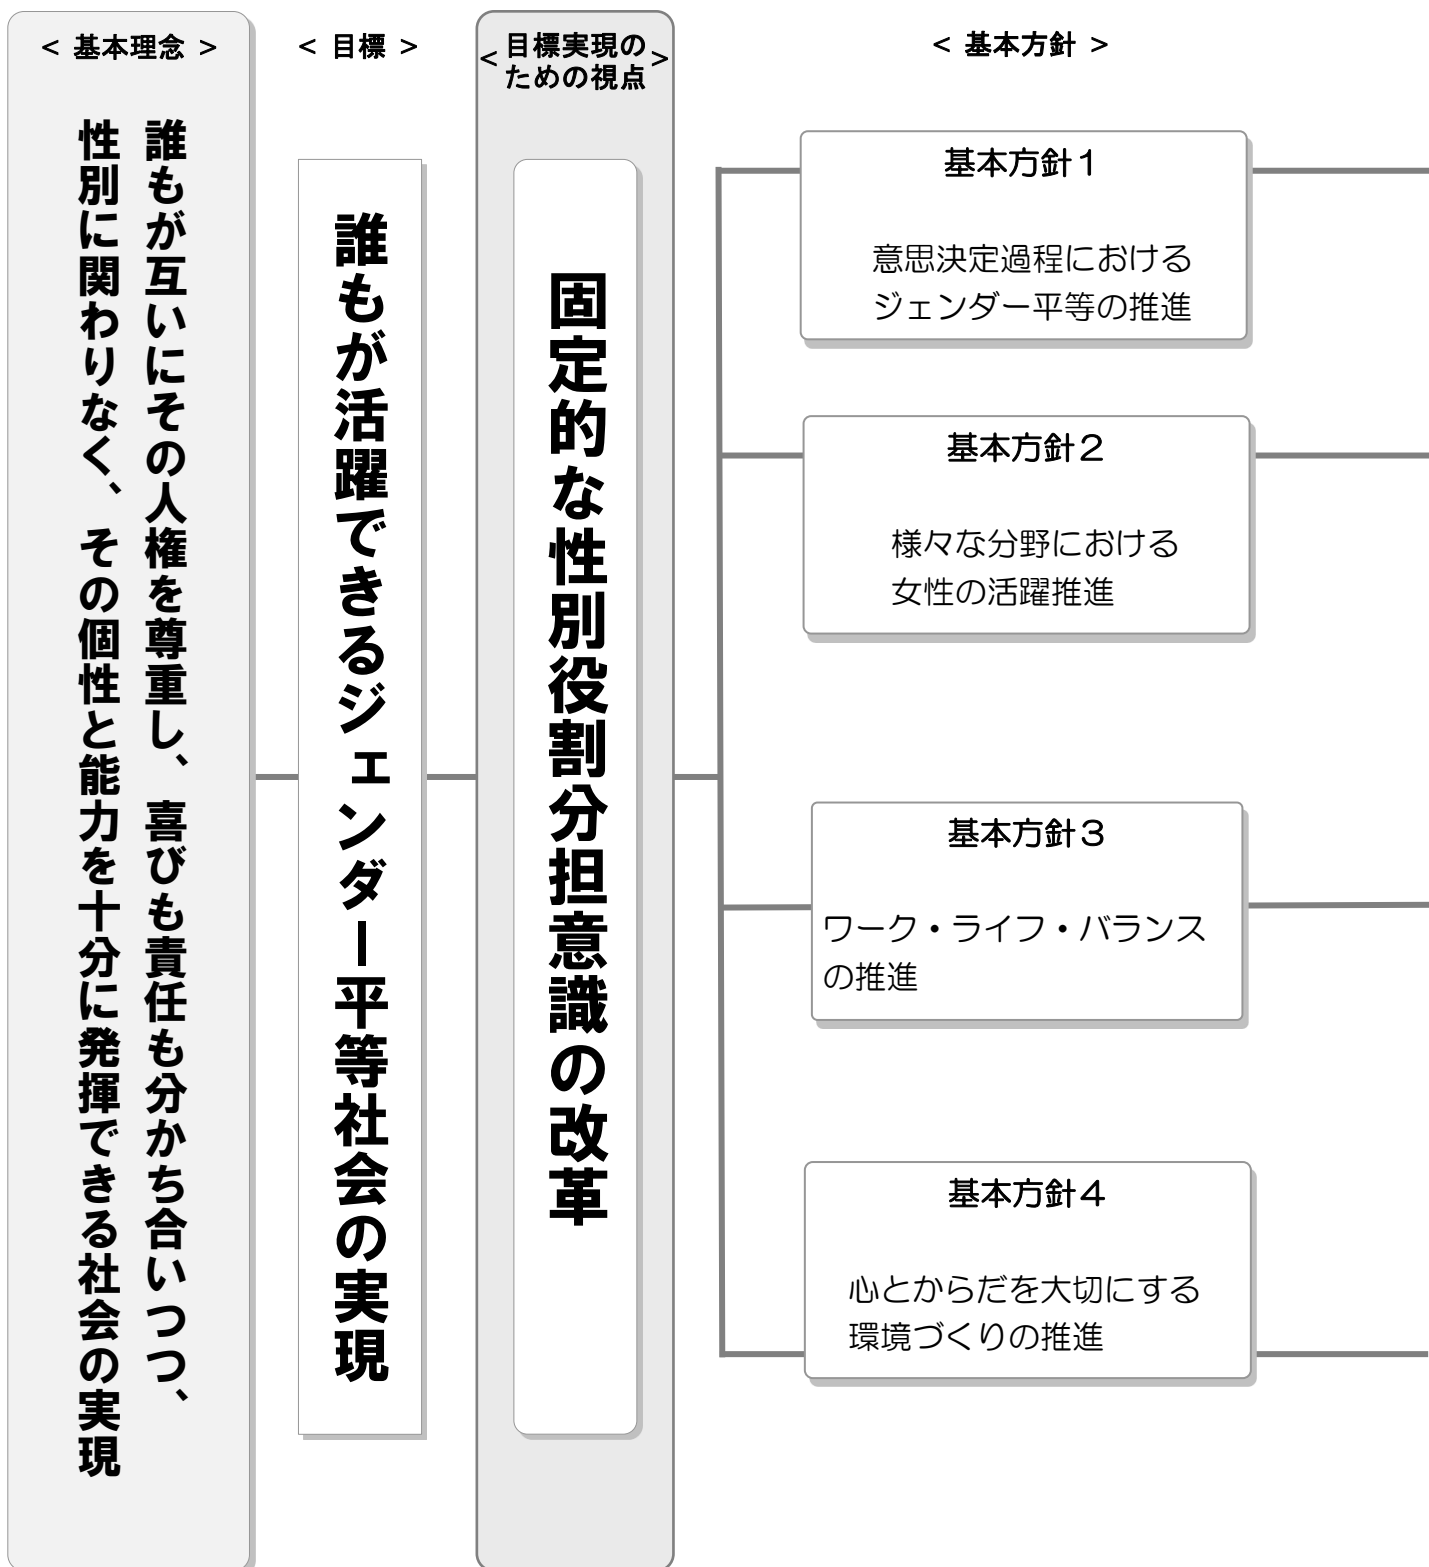 < 基本理念 >
誰もが互いにその人権を尊重し、喜びも責任も分かち合いつつ、
性別に関わりなく、その個性と能力を十分に発揮できる社会の実現
< 目標 >
誰もが活躍できるジェンダー平等社会の実現
< 目標実現の
ための視点 >
固定的な性別役割分担意識の改革
< 基本方針 >
基本方針１
意思決定過程における
ジェンダー平等の推進
基本方針２
様々な分野における
女性の活躍推進
基本方針３
ワーク・ライフ・バランス
の推進
基本方針４
心とからだを大切にする
環境づくりの推進